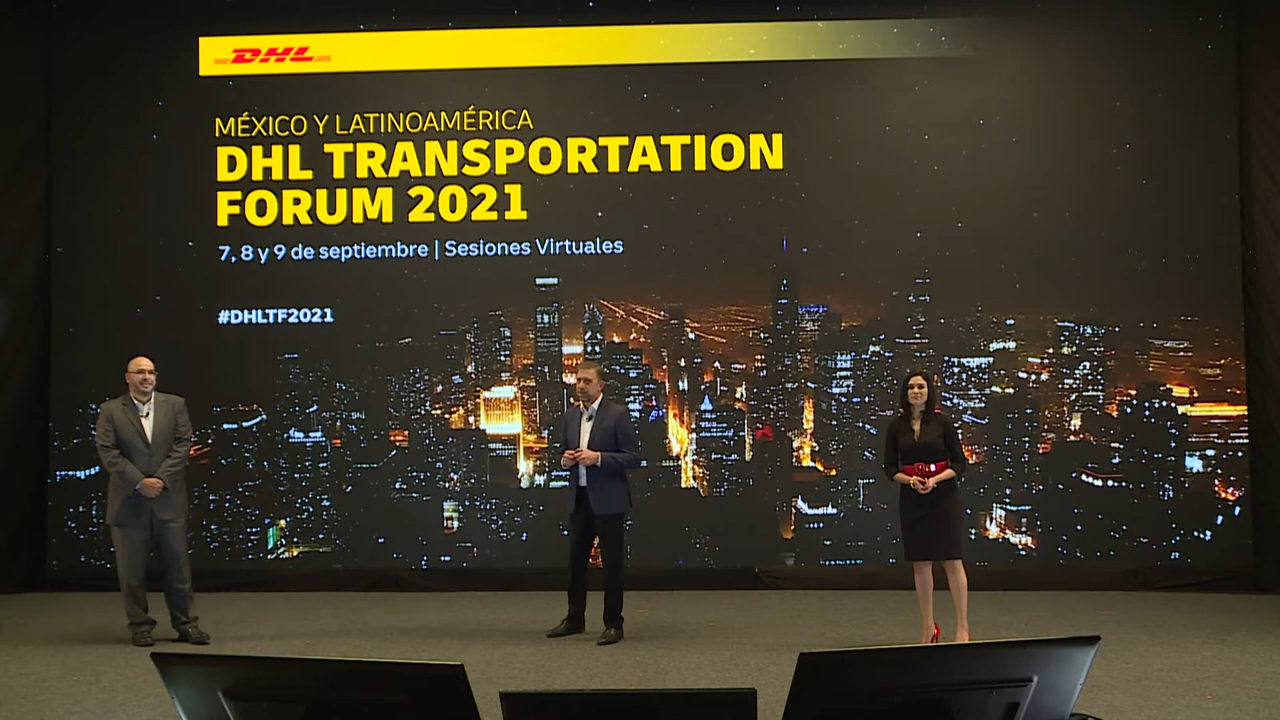 DHL
MÉXICO Y LATINOAMÉRICA
DHL TRANSPORTATION
FORUM 2021
7, 8 y 9 de septiembre | Sesiones Virtuales
#DHLTF2021